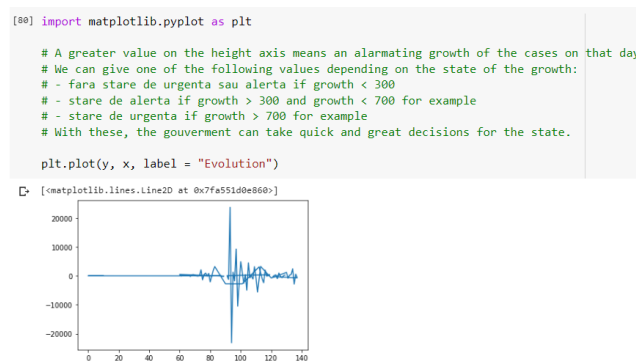 [80] import matplotlib.pyplot as plt
# A greater value on the height axis means an alarmating growth of the cases on that day
# We can give one of the following values depending on the state of the growth:
# - fara stare de urgenta sau alerta if growth < 300
# - stare de alerta if growth > 300 and growth < 700 for example
# - stare de urgenta if growth > 700 for example
# With these, the gouverment can take quick and great decisions for the state.
plt.plot(y, x, label = "Evolution")
[<matplotlib.lines.Line2D at 0x7fa551d0e860>]
20000
10000
0
−10000
−20000
0 20 40 60 80 100 120 140